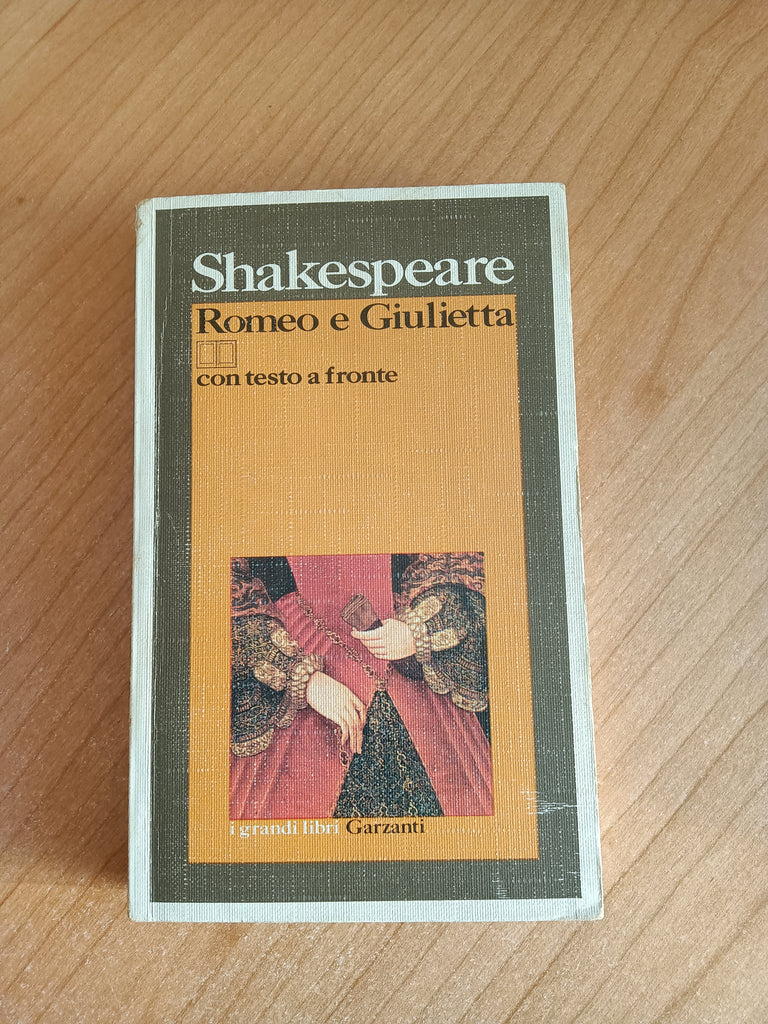 Shakespeare
Romeo e Giulietta
con testo a fronte
i grandi libri Garzanti